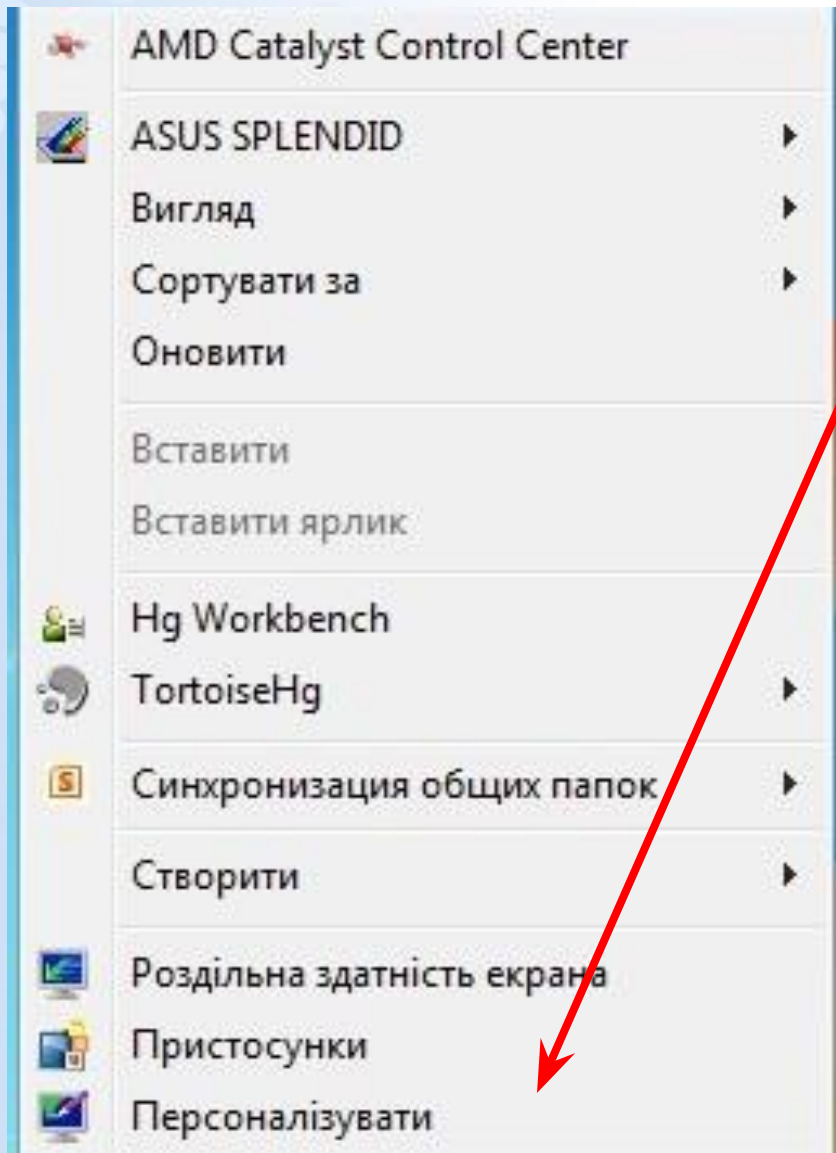 AMD Catalyst Control Center
ASUS SPLENDID
Вигляд
Сортувати за
Оновити
Вставити
Вставити ярлик
Hg Workbench
TortoiseHg
Синхронизация общих папок
Створити
Роздільна здатність екрана
Пристосунки
Персоналізувати